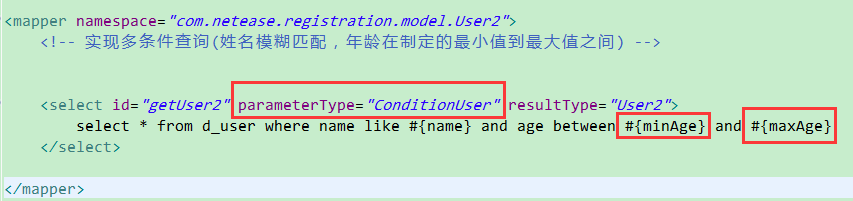 <mapper namespace="com.netease.registration.model.User2">
<!-- 实现多条件查询(姓名模糊匹配，年龄在制定的最小值到最大值之间) -->
<select id="getUser2" parameterType="ConditionUser" resultType="User2">
select * from d_user where name like #{name} and age between #{minAge} and #{maxAge}
</select>
</mapper>